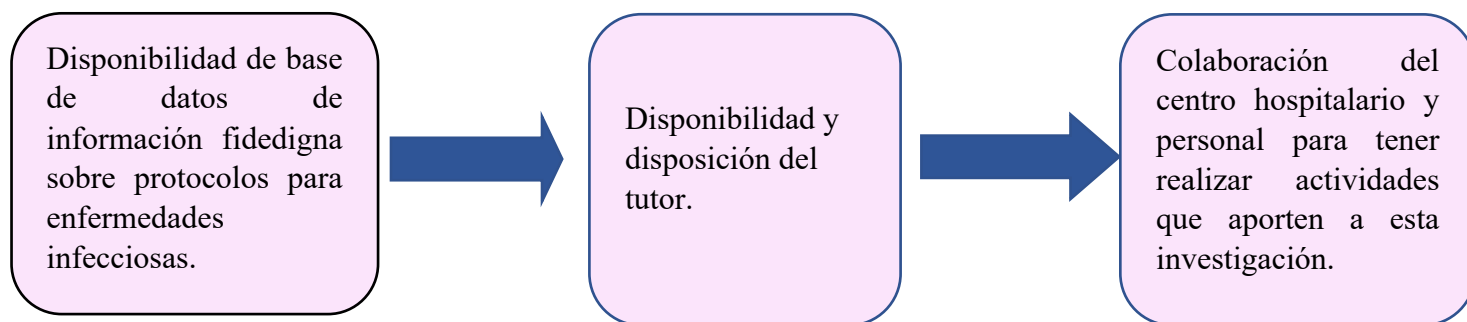 Disponibilidad de base
de datos de
información fidedigna
sobre protocolos para
enfermedades
infecciosas.
Disponibilidad y
disposición del
tutor.
Colaboración del
centro hospitalario y
personal para tener
realizar actividades
que aporten a esta
investigación.